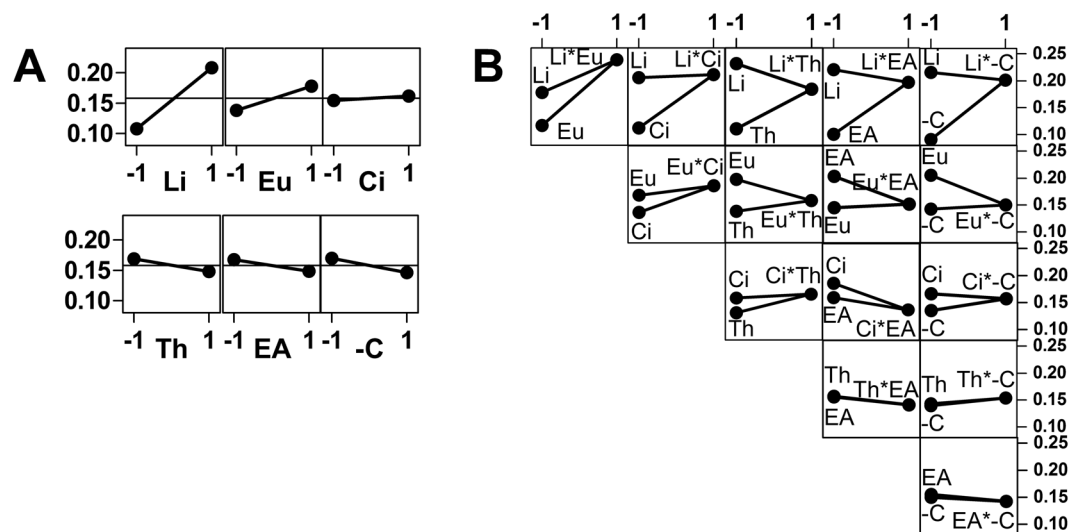 A
B
-1 1 -1 1 -1 1 -1 1 -1 1
0.20
0.15
0.10
-1 1 -1 1 -1 1
Li Eu Ci
0.20
0.15
0.10
-1 1 -1 1 -1 1
Th EA -C
Li Li*Eu Eu
Li Li*Ci Ci
Li Li*Th Th
Li Li*EA EA
Li Li*-C -C
0.25
0.20
0.15
0.10
Eu Eu*Ci Ci
Eu Eu*Th Th
EA Eu*EA Eu
Eu Eu*-C -C
0.25
0.20
0.15
0.10
Ci Ci*Th Th
Ci Ci*EA EA
Ci Ci*-C -C
0.25
0.20
0.15
0.10
Th Th*EA EA
Th Th*-C -C
0.25
0.20
0.15
0.10
EA EA*-C -C
0.25
0.20
0.15
0.10